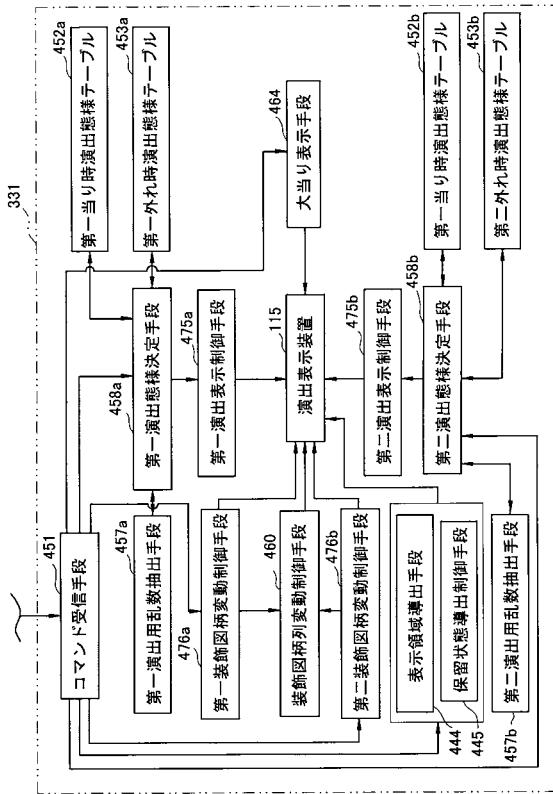 331
451
コマンド受信手段
457a
第一演出用乱数抽出手段
458a
第一演出態様決定手段
452a
第一当り時演出態様テーブル
453a
第一外れ時演出態様テーブル
475a
第一演出表示制御手段
464
大当り表示手段
476a
第一装飾図柄変動制御手段
460
装飾図柄列変動制御手段
476b
第二装飾図柄変動制御手段
115
演出表示装置
475b
第二演出表示制御手段
458b
第二演出態様決定手段
452b
第一当り時演出態様テーブル
453b
第二外れ時演出態様テーブル
表示領域導出手段
444
保留状態導出制御手段
445
457b
第二演出用乱数抽出手段